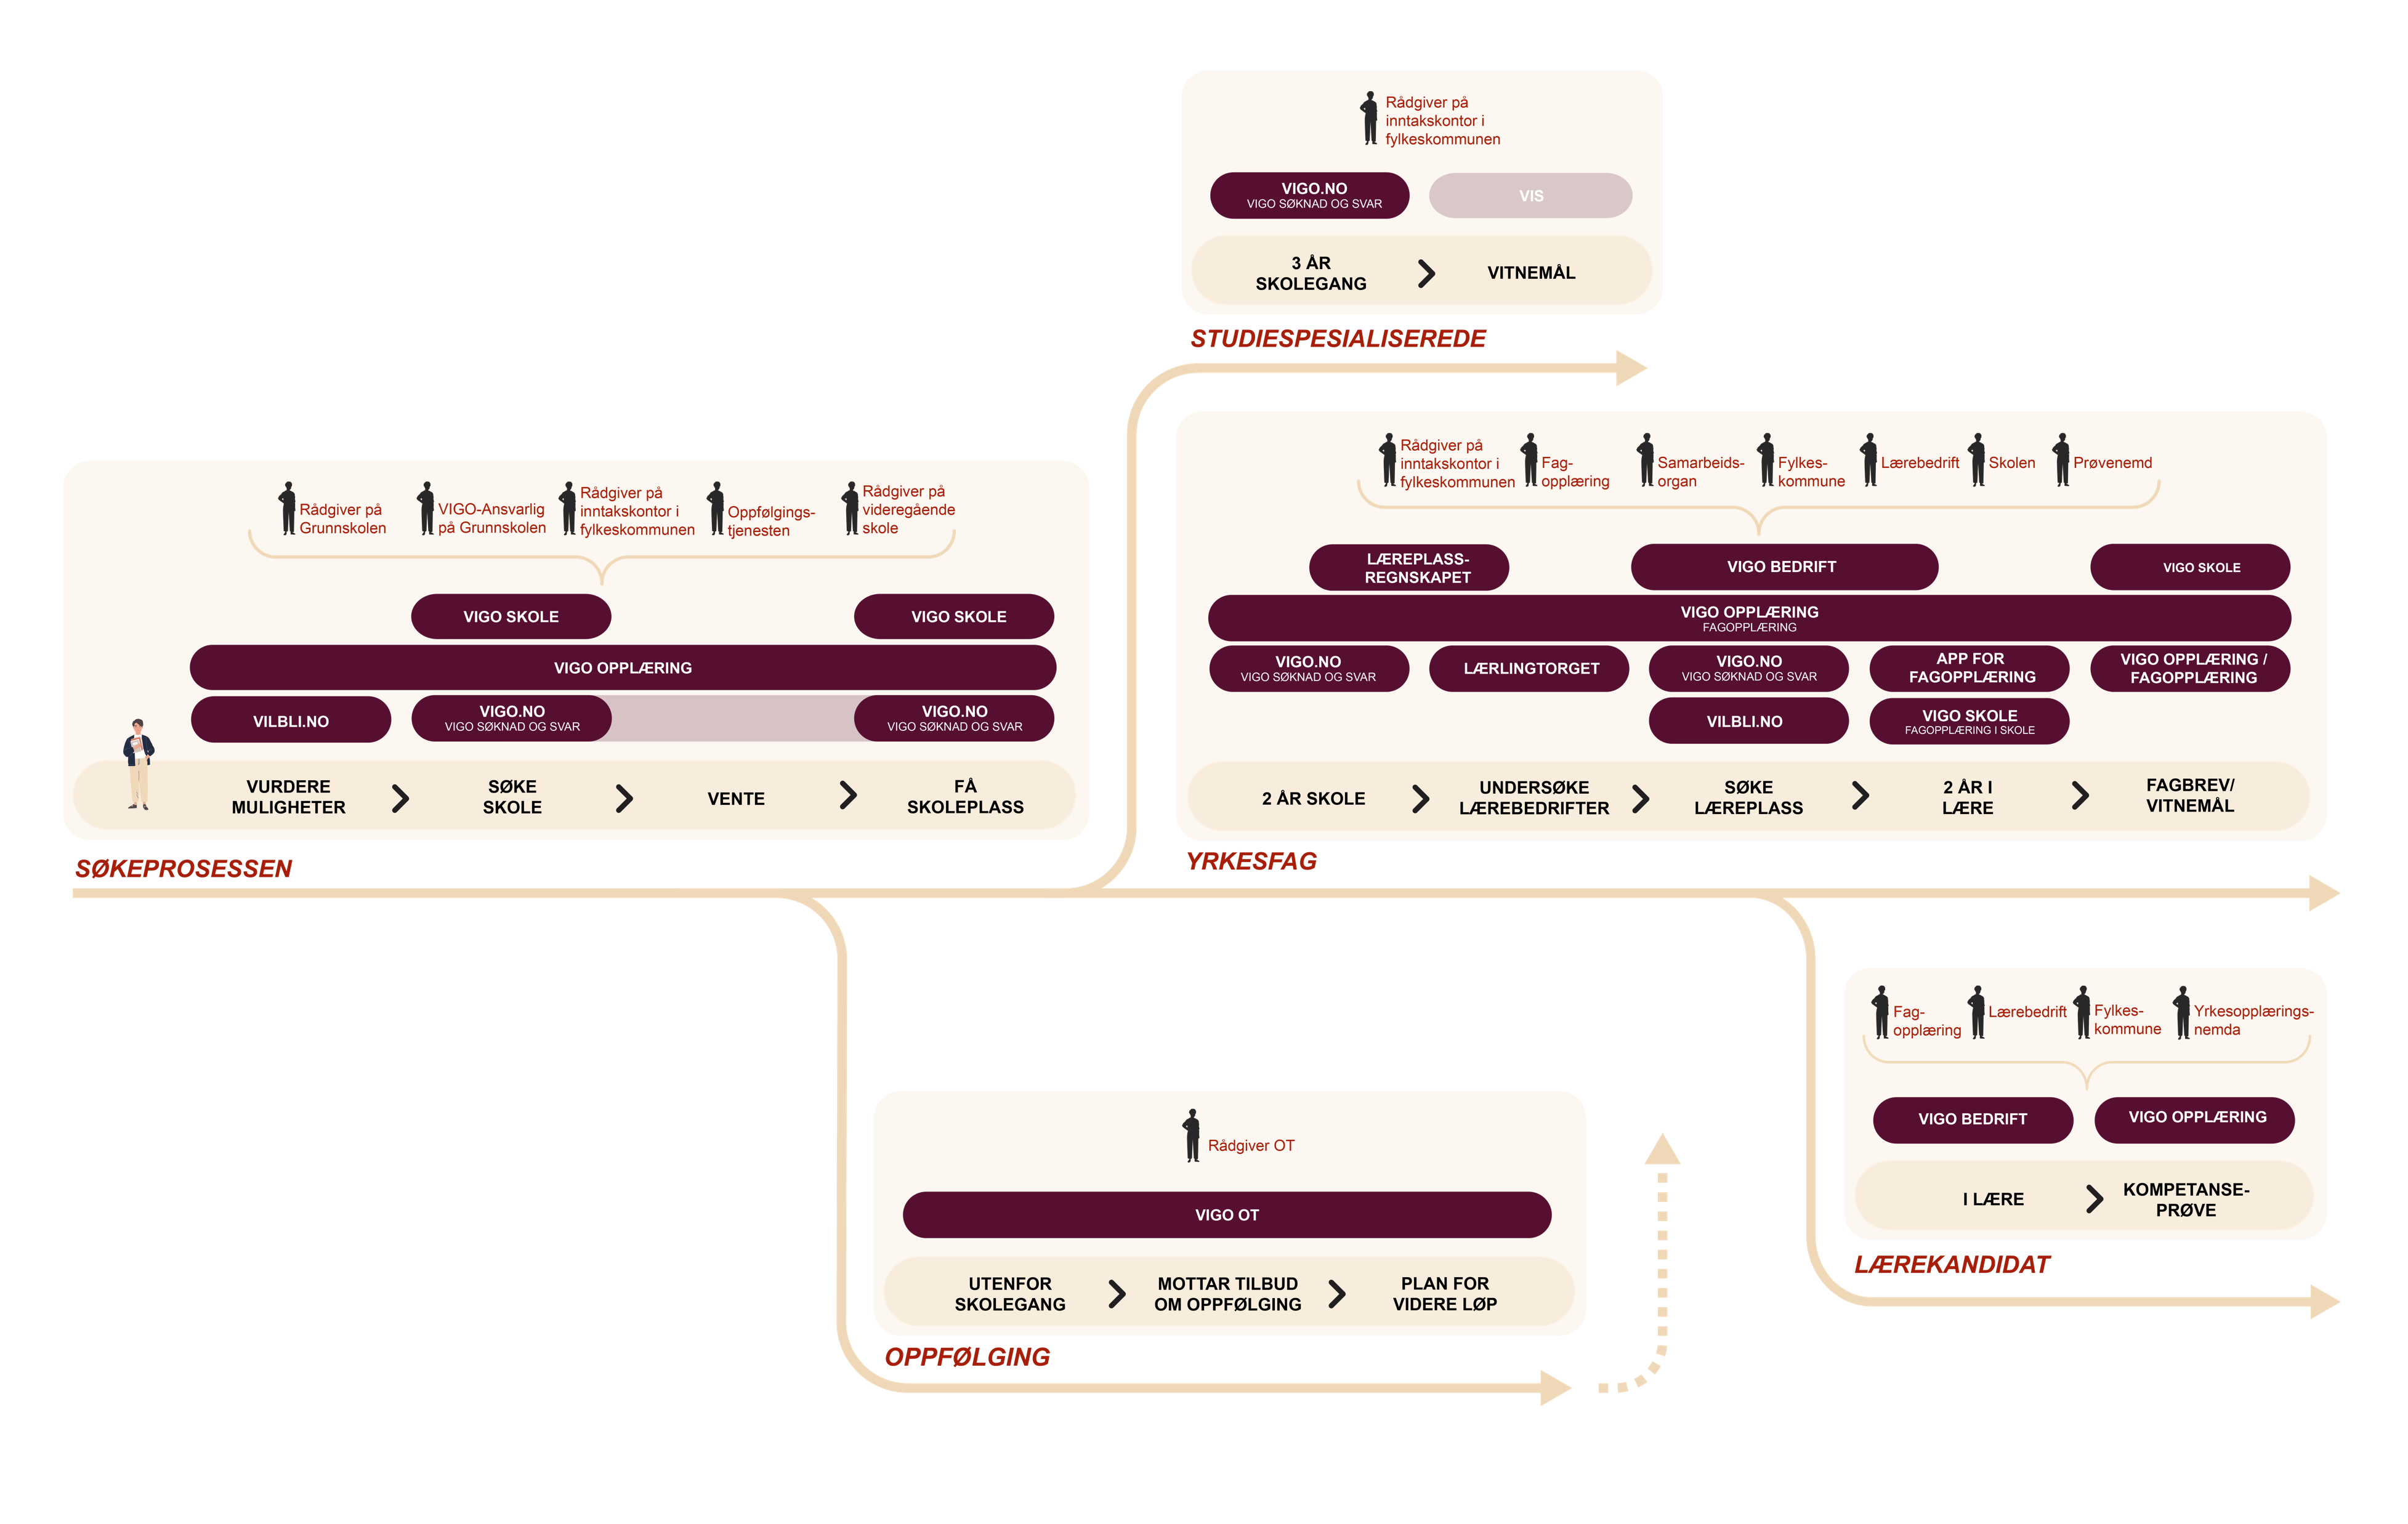 Rådgiver på
inntakskontor i
fylkeskommunen
VIGO.NO
VIGO SØKNAD OG SVAR
VIS
3 ÅR
SKOLEGANG
VITNEMÅL
STUDIESPESIALISEREDE
Rådgiver på
Grunnskolen
VIGO-Ansvarlig
på Grunnskolen
Rådgiver på
inntakskontor i
fylkeskommunen
Oppfølgings-
tjenesten
Rådgiver på
videregående
skole
VIGO SKOLE
VIGO SKOLE
VIGO OPPLÆRING
VILBLI.NO
VIGO.NO
VIGO SØKNAD OG SVAR
VIGO.NO
VIGO SØKNAD OG SVAR
VURDERE
MULIGHETER
SØKE
SKOLE
VENTE
FÅ
SKOLEPLASS
SØKEPROSESSEN
Rådgiver på
inntakskontor i
fylkeskommunen
Fag-
opplæring
Samarbeids-
organ
Fylkes-
kommune
Lærebedrift
Skolen
Prøvenemd
LÆREPLASS-
REGNSKAPET
VIGO BEDRIFT
VIGO SKOLE
VIGO OPPLÆRING
FAGOPPLÆRING
VIGO.NO
VIGO SØKNAD OG SVAR
LÆRLINGTORGET
VIGO.NO
VIGO SØKNAD OG SVAR
APP FOR
FAGOPPLÆRING
VIGO OPPLÆRING /
FAGOPPLÆRING
VILBLI.NO
VIGO SKOLE
FAGOPPLÆRING I SKOLE
2 ÅR SKOLE
UNDERSØKE
LÆREBEDRIFTER
SØKE
LÆREPLASS
2 ÅR I
LÆRE
FAGBREV/
VITNEMÅL
YRKESFAG
Rådgiver OT
VIGO OT
UTENFOR
SKOLEGANG
MOTTAR TILBUD
OM OPPFØLGING
PLAN FOR
VIDERE LØP
OPPFØLGING
Fag-
opplæring
Lærebedrift
Fylkes-
kommune
Yrkesopplærings-
nemda
VIGO BEDRIFT
VIGO OPPLÆRING
I LÆRE
KOMPETANSE-
PRØVE
LÆREKANDIDAT